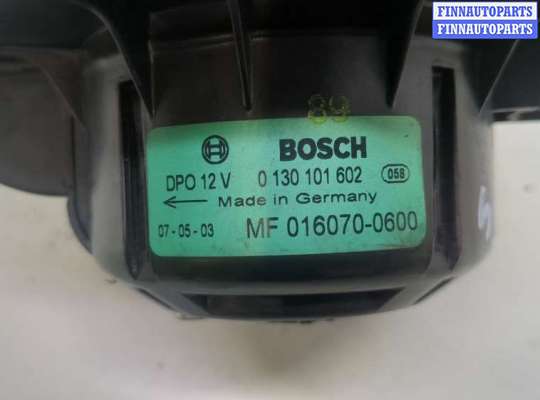 FINNAUTOPARTS
FINNAUTOPARTS
89
BOSCH
DPO 12 V 0 130 101 602 058
← Made in Germany
07-05-03 MF 016070-0600